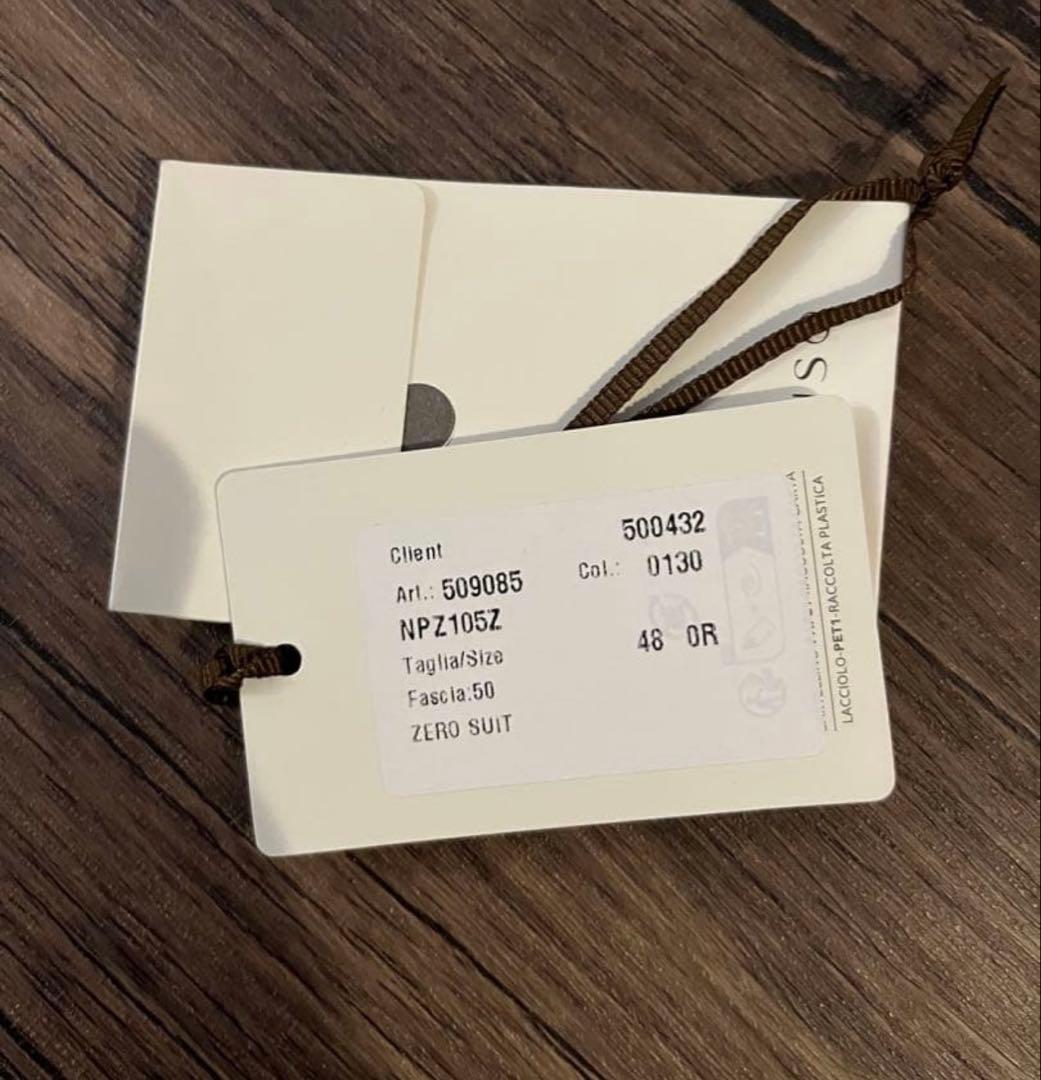 SO
Client 500432
Art.: 509085 Col.: 0130
NPZ105Z
Taglia/Size 48 0R
Fascia:50
ZERO SUIT
LACCIOLO-PET1-RACCOLTA PLASTICA